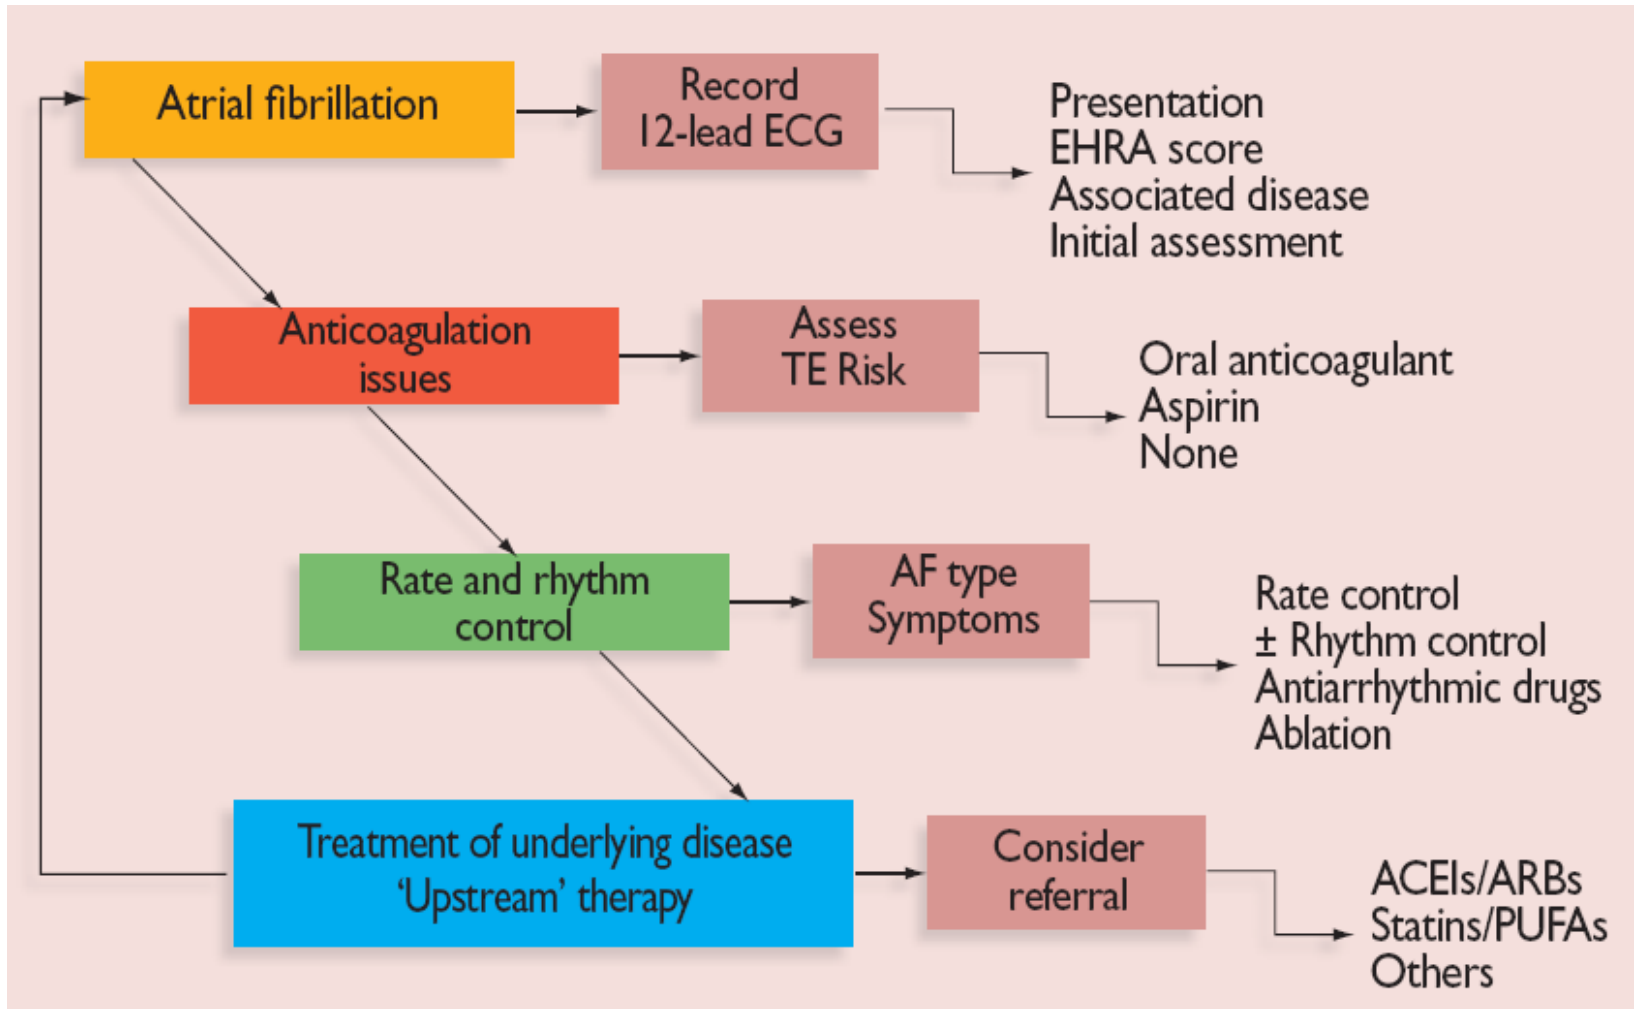 Atrial fibrillation
Record
12-lead ECG
Presentation
EHRA score
Associated disease
Initial assessment
Anticoagulation
issues
Assess
TE Risk
Oral anticoagulant
Aspirin
None
Rate and rhythm
control
AF type
Symptoms
Rate control
± Rhythm control
Antiarrhythmic drugs
Ablation
Treatment of underlying disease
‘Upstream’ therapy
Consider
referral
ACEIs/ARBs
Statins/PUFAs
Others